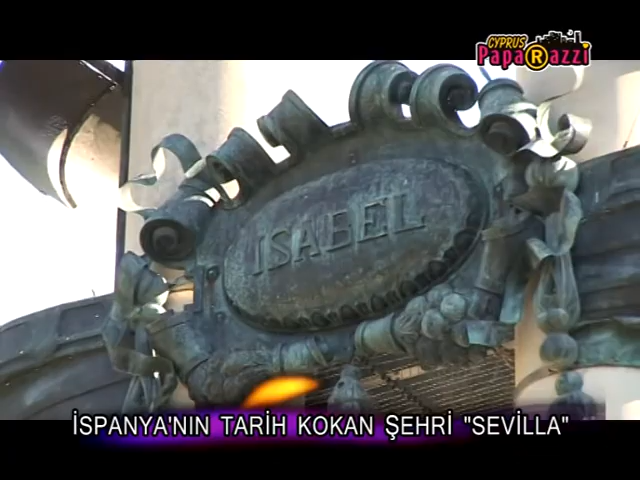 CYPRUS
PapaRazzi
ISABEL
İSPANYA'NIN TARİH KOKAN ŞEHRİ "SEVİLLA"